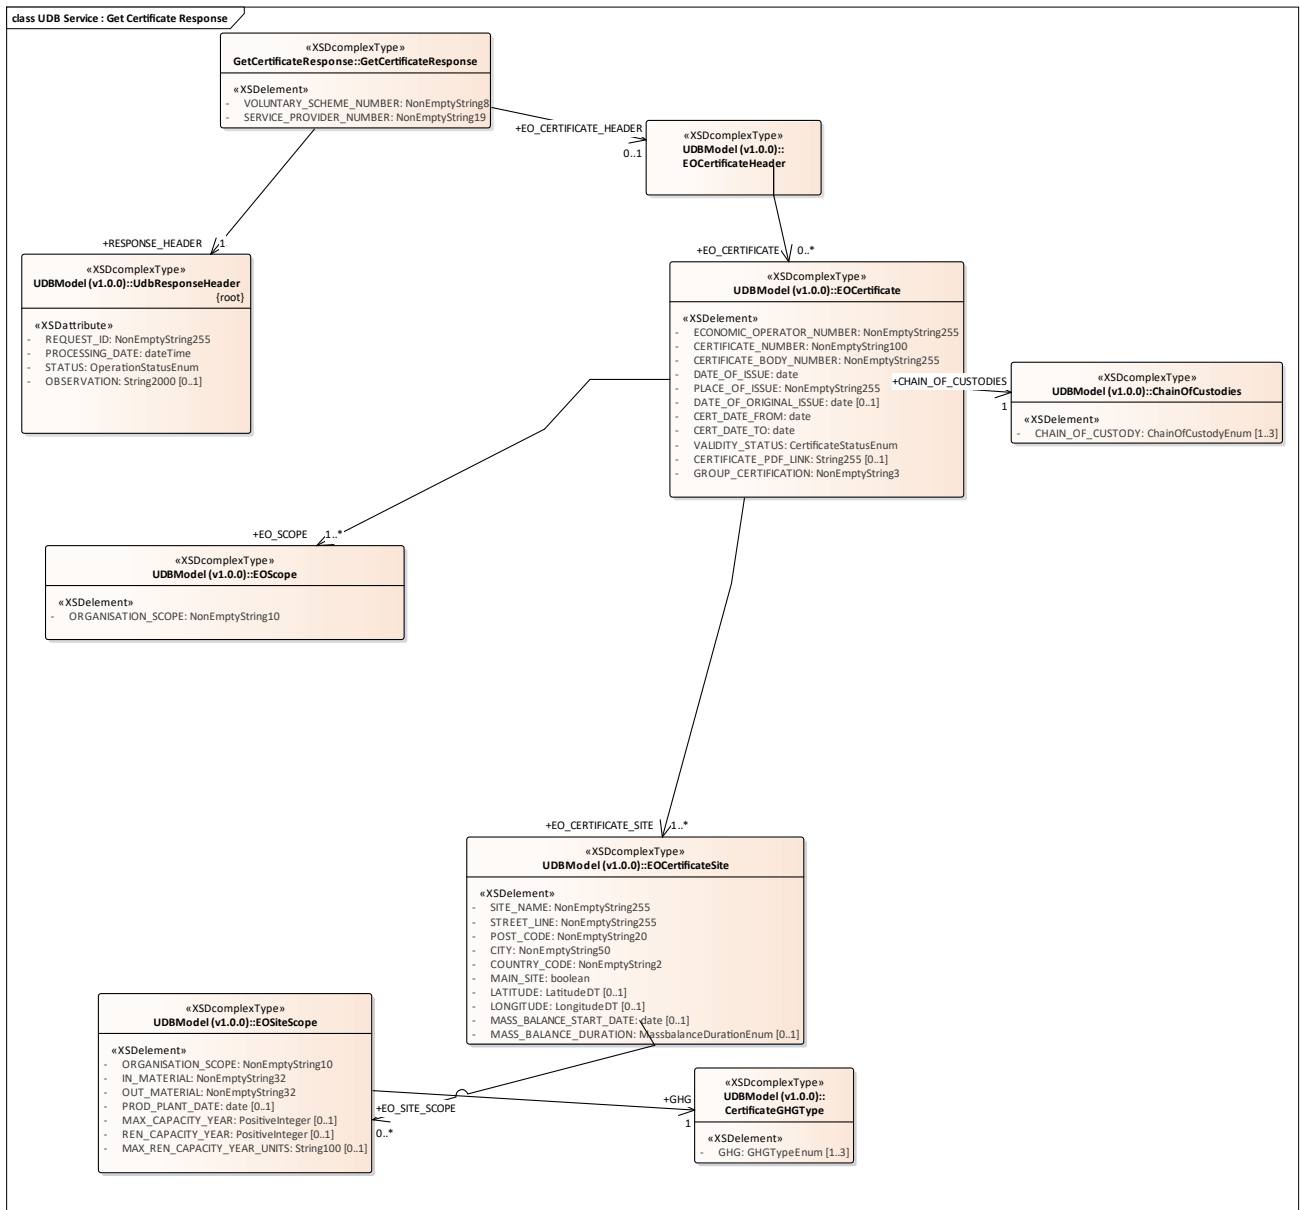 class UDB Service : Get Certificate Response
«XSDcomplexType»
GetCertificateResponse::GetCertificateResponse
«XSDelement»
- VOLUNTARY_SCHEME_NUMBER: NonEmptyString8
- SERVICE_PROVIDER_NUMBER: NonEmptyString19
+EO_CERTIFICATE_HEADER
0..1
«XSDcomplexType»
UDBModel (v1.0.0)::
EOCertificateHeader
+RESPONSE_HEADER
1
«XSDcomplexType»
UDBModel (v1.0.0)::UdbResponseHeader
{root}
«XSDattribute»
- REQUEST_ID: NonEmptyString255
- PROCESSING_DATE: dateTime
- STATUS: OperationStatusEnum
- OBSERVATION: String2000 [0..1]
+EO_CERTIFICATE
0..*
«XSDcomplexType»
UDBModel (v1.0.0)::EOCertificate
«XSDelement»
- ECONOMIC_OPERATOR_NUMBER: NonEmptyString255
- CERTIFICATE_NUMBER: NonEmptyString100
- CERTIFICATE_BODY_NUMBER: NonEmptyString255
- DATE_OF_ISSUE: date
- PLACE_OF_ISSUE: NonEmptyString255
- DATE_OF_ORIGINAL_ISSUE: date [0..1]
- CERT_DATE_FROM: date
- CERT_DATE_TO: date
- VALIDITY_STATUS: CertificateStatusEnum
- CERTIFICATE_PDF_LINK: String255 [0..1]
- GROUP_CERTIFICATION: NonEmptyString3
+CHAIN_OF_CUSTODIES
1
«XSDcomplexType»
UDBModel (v1.0.0)::ChainOfCustodies
«XSDelement»
- CHAIN_OF_CUSTODY: ChainOfCustodyEnum [1..3]
+EO_SCOPE
1..*
«XSDcomplexType»
UDBModel (v1.0.0)::EOScope
«XSDelement»
- ORGANISATION_SCOPE: NonEmptyString10
+EO_CERTIFICATE_SITE
1..*
«XSDcomplexType»
UDBModel (v1.0.0)::EOCertificateSite
«XSDelement»
- SITE_NAME: NonEmptyString255
- STREET_LINE: NonEmptyString255
- POST_CODE: NonEmptyString20
- CITY: NonEmptyString50
- COUNTRY_CODE: NonEmptyString2
- MAIN_SITE: boolean
- LATITUDE: LatitudeDT [0..1]
- LONGITUDE: LongitudeDT [0..1]
- MASS_BALANCE_START_DATE: date [0..1]
- MASS_BALANCE_DURATION: MassbalanceDurationEnum [0..1]
«XSDcomplexType»
UDBModel (v1.0.0)::EOSiteScope
«XSDelement»
- ORGANISATION_SCOPE: NonEmptyString10
- IN_MATERIAL: NonEmptyString32
- OUT_MATERIAL: NonEmptyString32
- PROD_PLANT_DATE: date [0..1]
- MAX_CAPACITY_YEAR: PositiveInteger [0..1]
- REN_CAPACITY_YEAR: PositiveInteger [0..1]
- MAX_REN_CAPACITY_YEAR_UNITS: String100 [0..1]
+EO_SITE_SCOPE
0..*
+GHG
1
«XSDcomplexType»
UDBModel (v1.0.0)::
CertificateGHGType
«XSDelement»
- GHG: GHGTypeEnum [1..3]